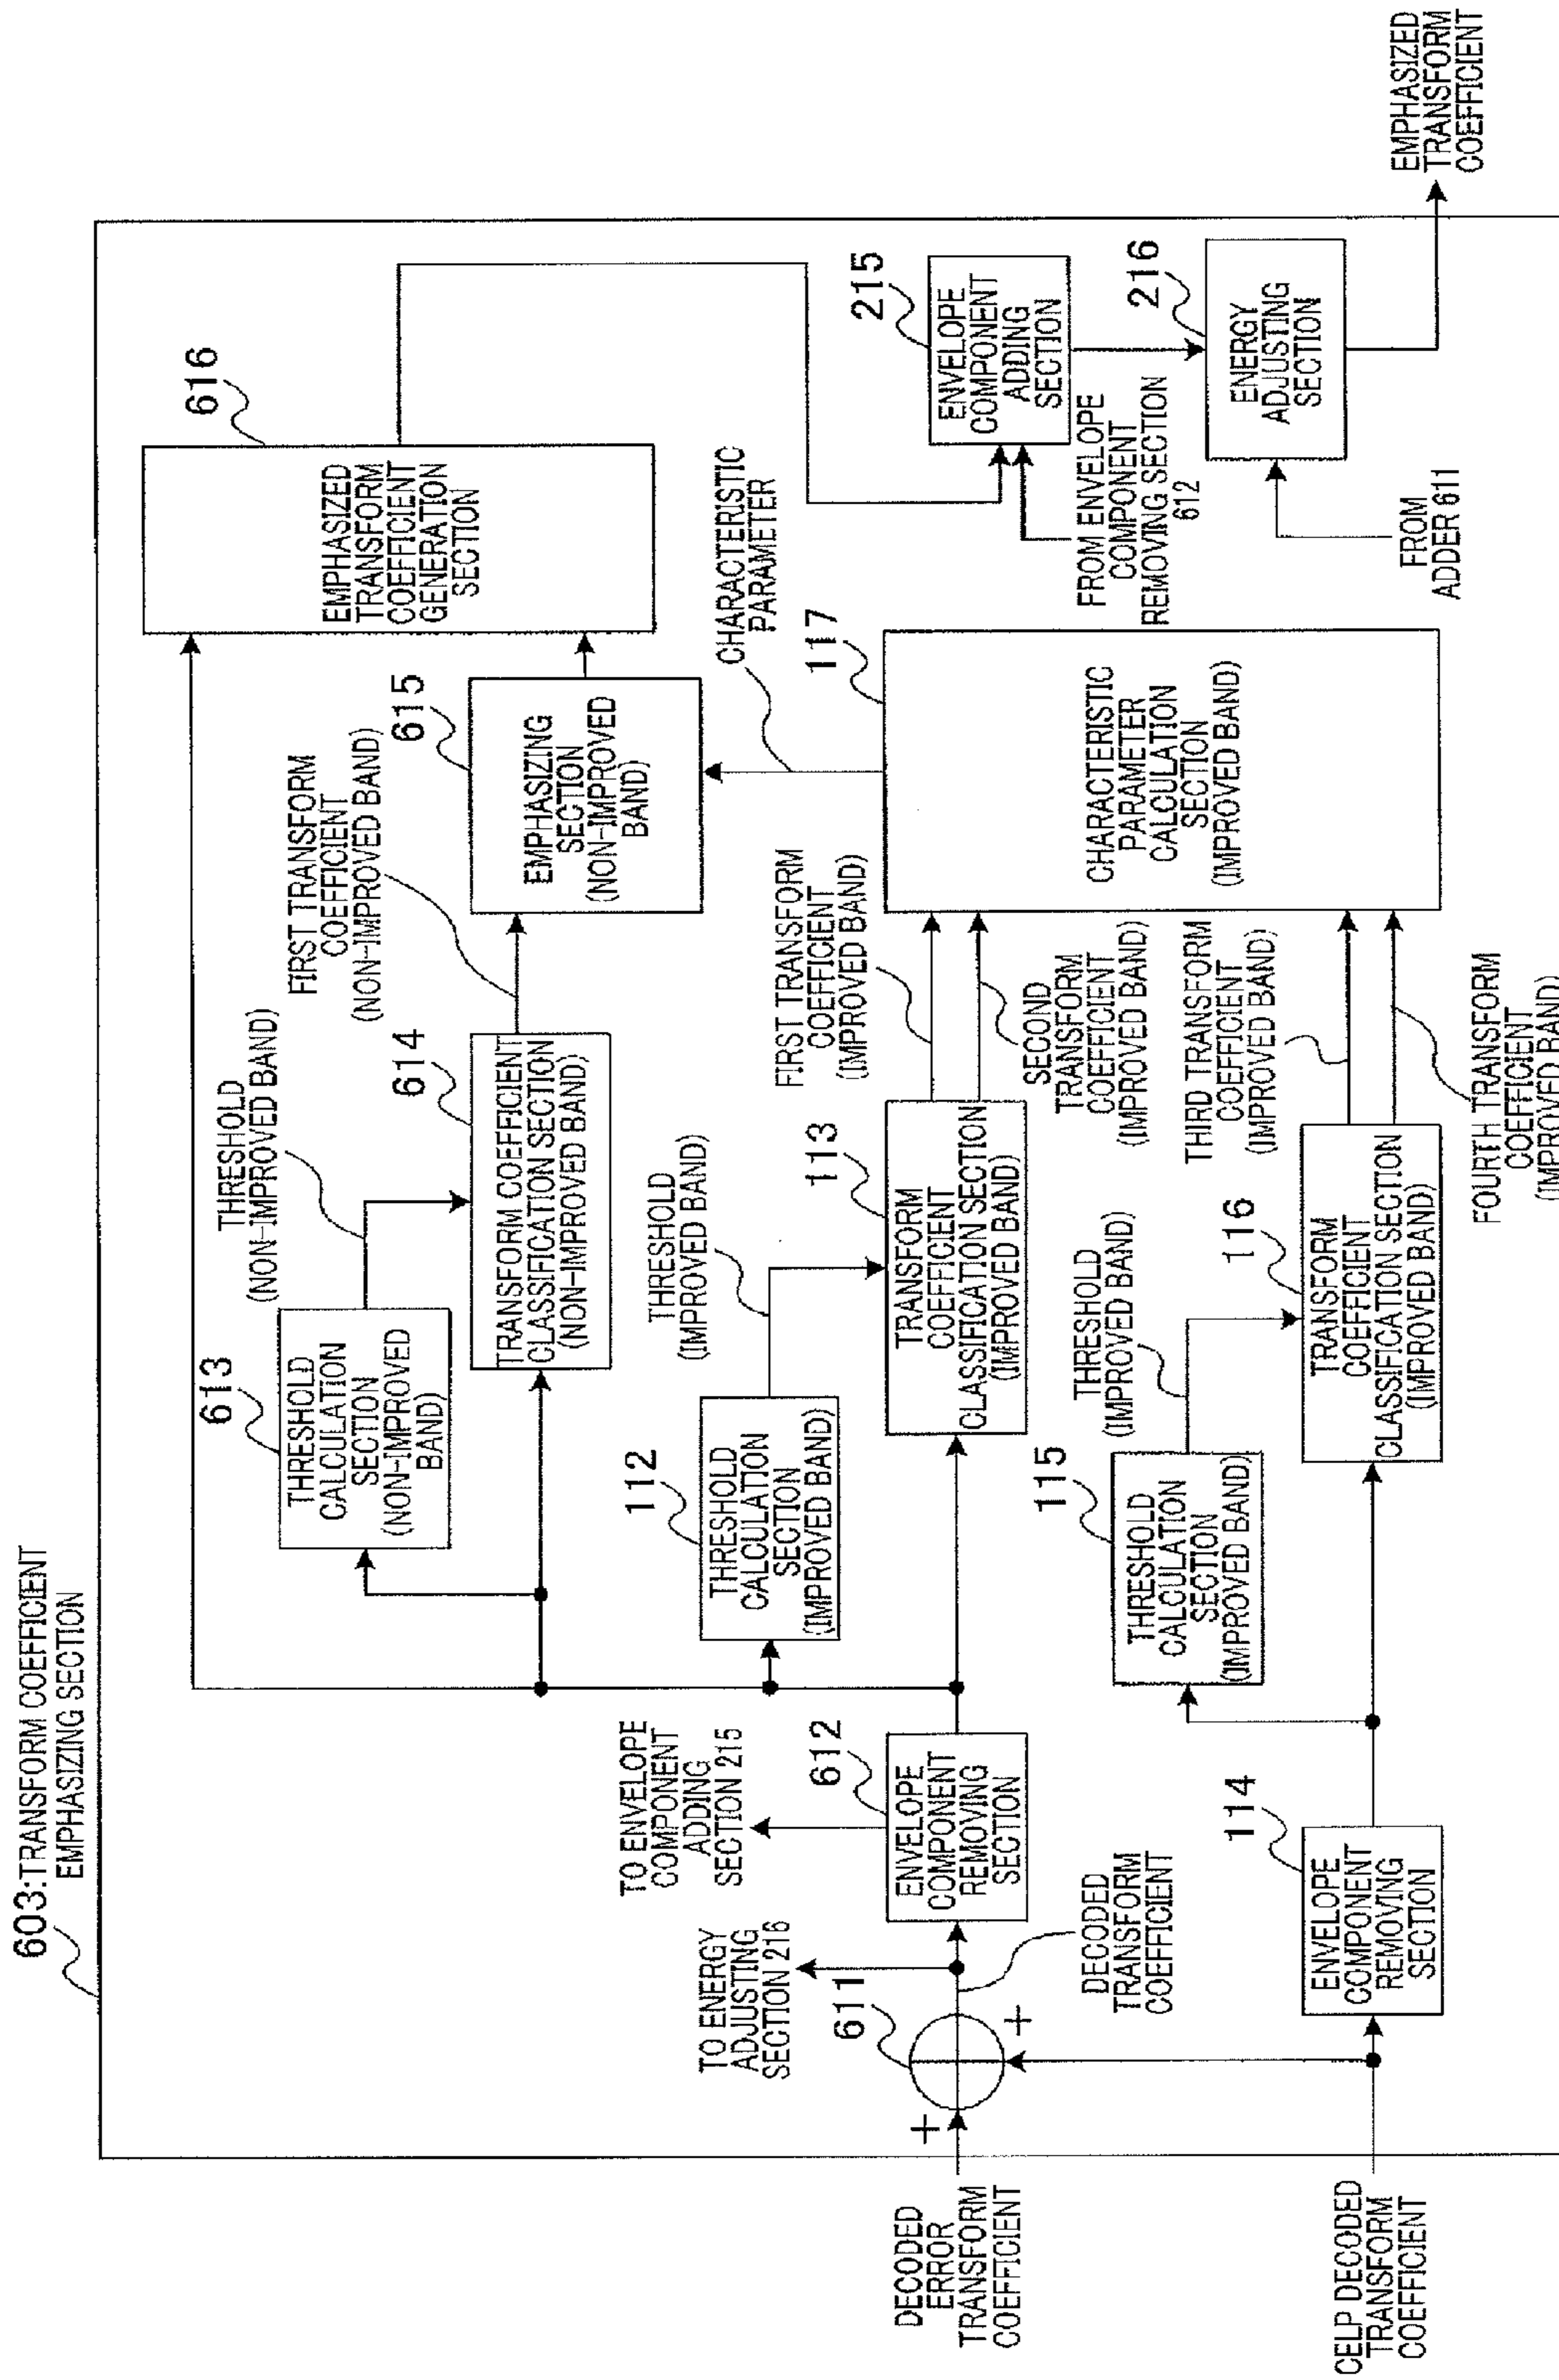 603:TRANSFORM COEFFICIENT
EMPHASIZING SECTION
613
THRESHOLD
CALCULATION
SECTION
(NON-IMPROVED
BAND)
THRESHOLD
(NON-IMPROVED BAND)
614
TRANSFORM COEFFICIENT
CLASSIFICATION SECTION
(NON-IMPROVED BAND)
FIRST TRANSFORM
COEFFICIENT
(NON-IMPROVED BAND)
615
EMPHASIZING
SECTION
(NON-IMPROVED
BAND)
616
EMPHASIZED
TRANSFORM
COEFFICIENT
GENERATION
SECTION
CHARACTERISTIC
PARAMETER
TO ENVELOPE
COMPONENT
ADDING
SECTION 215
TO ENERGY
ADJUSTING
SECTION 216
611
+
+
DECODED
ERROR
TRANSFORM
COEFFICIENT
DECODED
TRANSFORM
COEFFICIENT
612
ENVELOPE
COMPONENT
REMOVING
SECTION
112
THRESHOLD
CALCULATION
SECTION
(IMPROVED BAND)
THRESHOLD
(IMPROVED BAND)
113
TRANSFORM
COEFFICIENT
CLASSIFICATION SECTION
(IMPROVED BAND)
FIRST TRANSFORM
COEFFICIENT
(IMPROVED BAND)
SECOND
TRANSFORM
COEFFICIENT
(IMPROVED BAND)
117
CHARACTERISTIC
PARAMETER
CALCULATION
SECTION
(IMPROVED BAND)
CELP DECODED
TRANSFORM
COEFFICIENT
114
ENVELOPE
COMPONENT
REMOVING
SECTION
115
THRESHOLD
CALCULATION
SECTION
(IMPROVED BAND)
THRESHOLD
(IMPROVED BAND)
116
TRANSFORM
COEFFICIENT
CLASSIFICATION SECTION
(IMPROVED BAND)
THIRD TRANSFORM
COEFFICIENT
(IMPROVED BAND)
FOURTH TRANSFORM
COEFFICIENT
(IMPROVED BAND)
215
ENVELOPE
COMPONENT
ADDING
SECTION
FROM ENVELOPE
COMPONENT
REMOVING SECTION
612
216
ENERGY
ADJUSTING
SECTION
FROM
ADDER 611
EMPHASIZED
TRANSFORM
COEFFICIENT